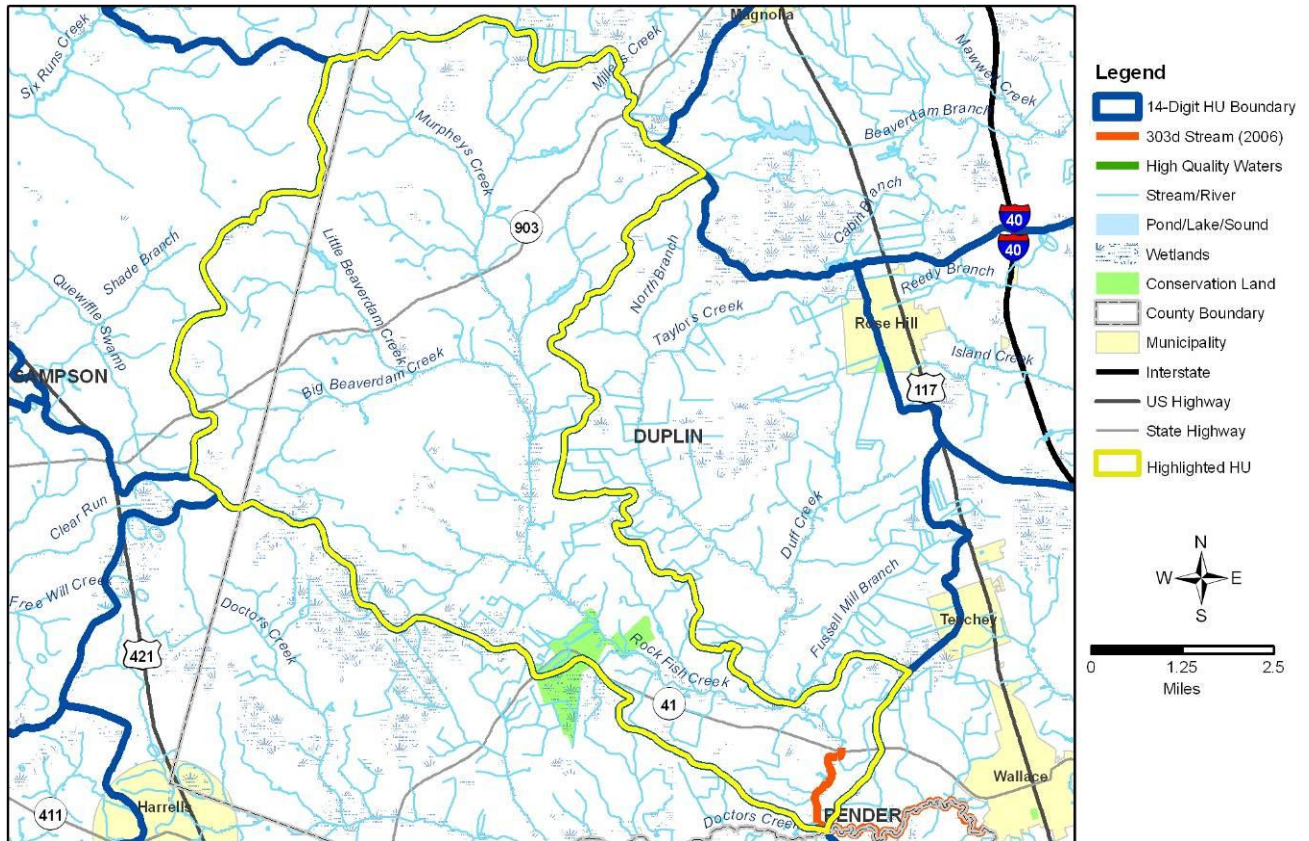 Magnolia
Six Runs Creek
Millers Creek
Maxwell Creek
Murpheys Creek
Beaverdam Branch
Cabin Branch
903
40
40
Shade Branch
Little Beaverdam Creek
North Branch
Reedy Branch
Quewiffle Swamp
Taylors Creek
Rose Hill
Island Creek
SAMPSON
Big Beaverdam Creek
117
DUPLIN
Clear Run
Duff Creek
Free Will Creek
Doctors Creek
Fussell Mill Branch
Teachey
421
Rock Fish Creek
41
Wallace
Harrells
411
Doctors Creek
PENDER
Legend
14-Digit HU Boundary
303d Stream (2006)
High Quality Waters
Stream/River
Pond/Lake/Sound
Wetlands
Conservation Land
County Boundary
Municipality
Interstate
US Highway
State Highway
Highlighted HU
N
W E
S
0 1.25 2.5
Miles